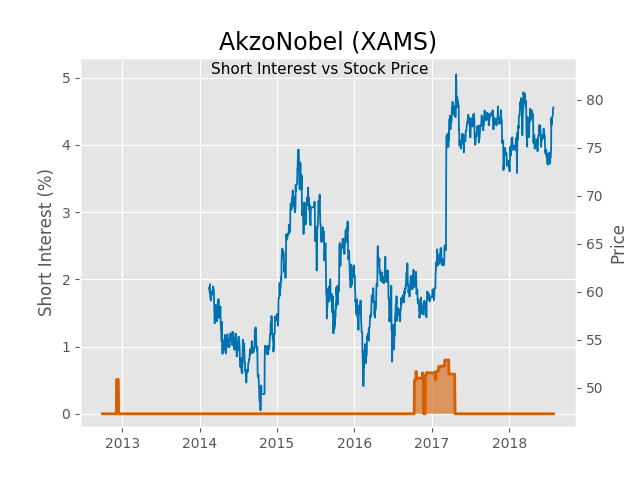 AkzoNobel (XAMS)
Short Interest vs Stock Price
Short Interest (%)
5
4
3
2
1
0
Price
80
75
70
65
60
55
50
2013 2014 2015 2016 2017 2018